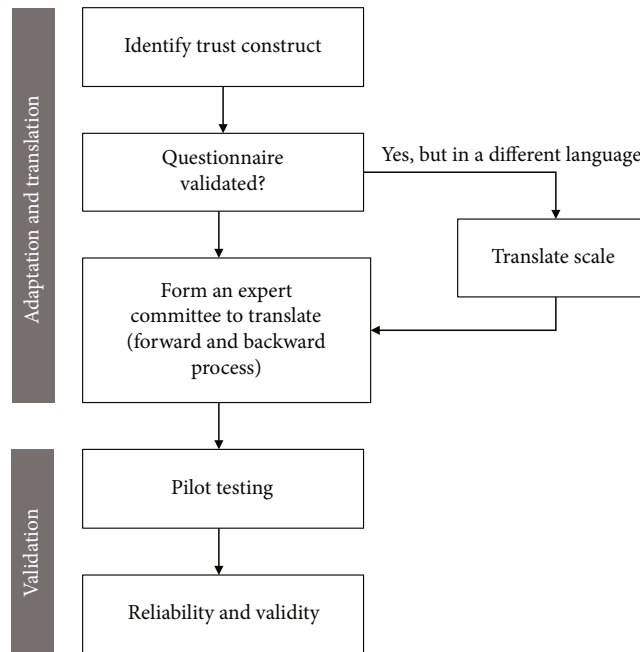 Adaptation and translation
Identify trust construct
Questionnaire
validated?
Yes, but in a different language
Translate scale
Form an expert
committee to translate
(forward and backward
process)
Validation
Pilot testing
Reliability and validity